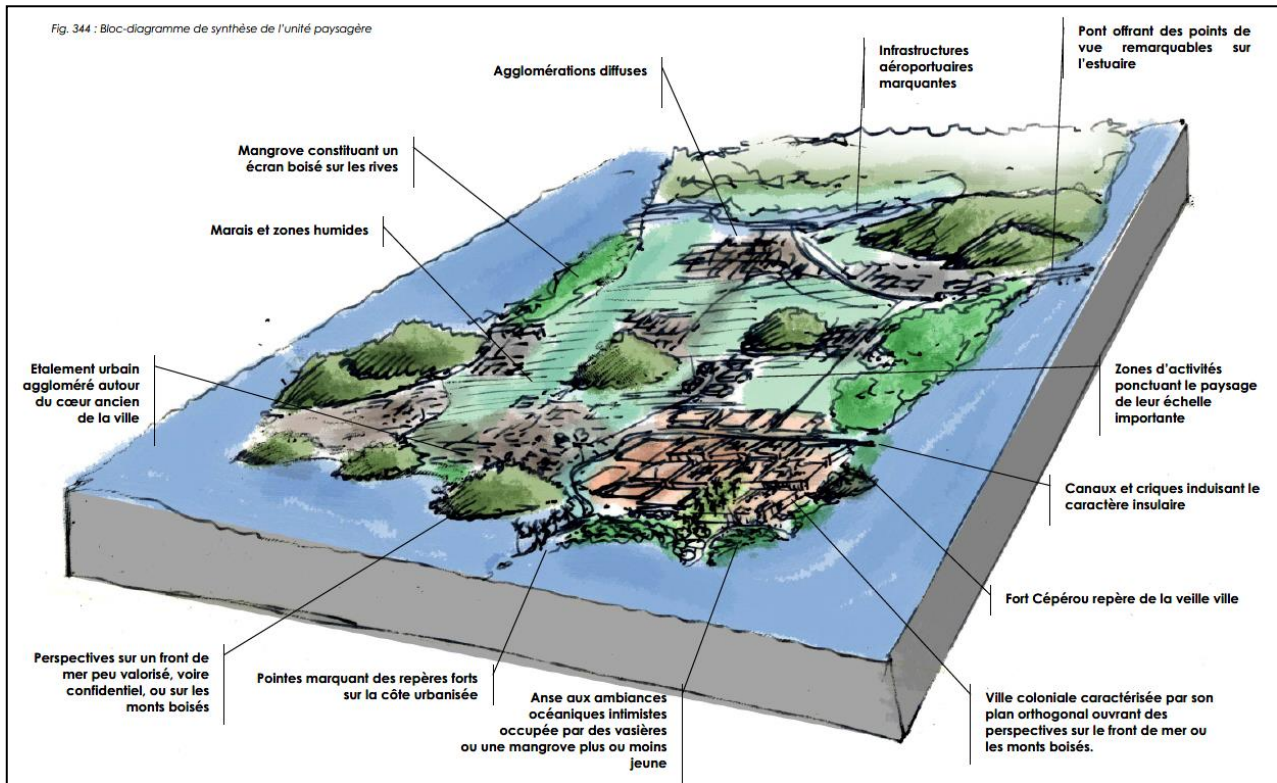 Fig. 344 : Bloc-diagramme de synthèse de l'unité paysagère
Pont offrant des points de
vue remarquables sur
l'estuaire
Infrastructures
aéroportuaires
marquantes
Agglomérations diffuses
Mangrove constituant un
écran boisé sur les rives
Marais et zones humides
Etalement urbain
aggloméré autour
du cœur ancien
de la ville
Zones d'activités
ponctuant le paysage
de leur échelle
importante
Canaux et criques induisant le
caractère insulaire
Fort Cépérou repère de la veille ville
Perspectives sur un front de
mer peu valorisé, voire
confidentiel, ou sur les
monts boisés
Pointes marquant des repères forts
sur la côte urbanisée
Anse aux ambiances
océaniques intimistes
occupée par des vasières
ou une mangrove plus ou moins
jeune
Ville coloniale caractérisée par son
plan orthogonal ouvrant des
perspectives sur le front de mer ou
les monts boisés.